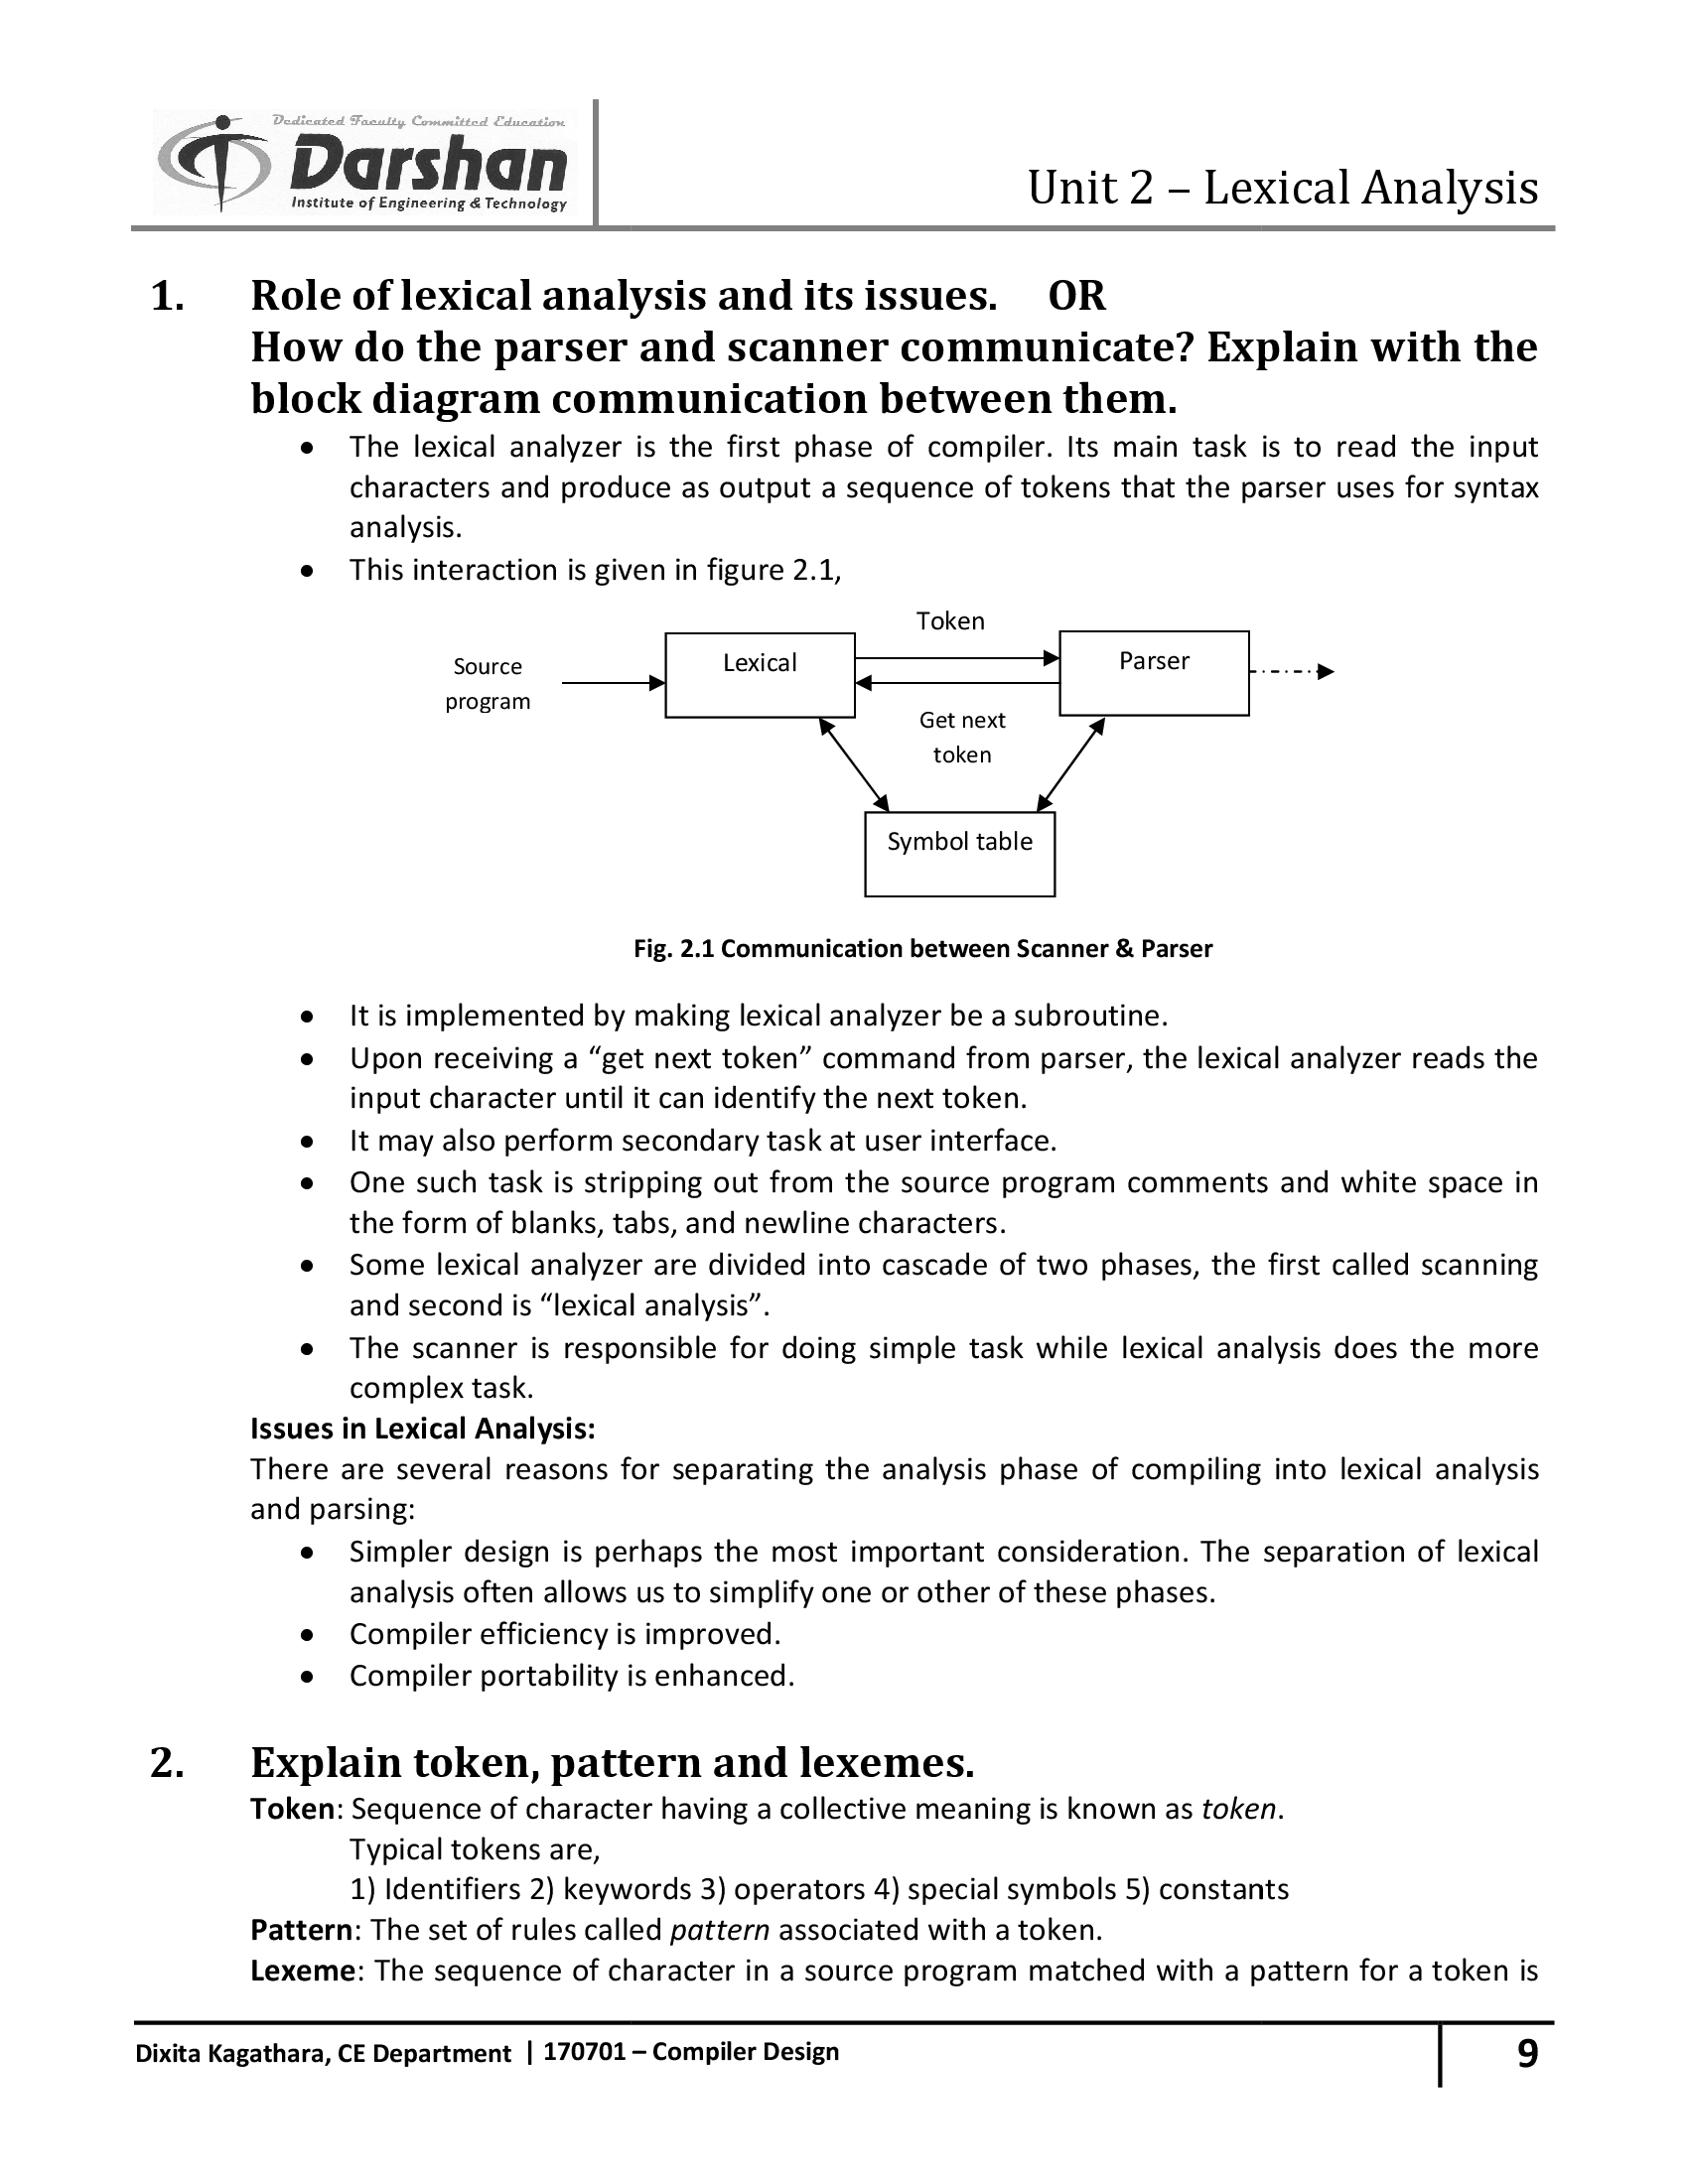 Dedicated Faculty Committed Education
Darshan
Institute of Engineering & Technology
Unit 2 – Lexical Analysis
1. Role of lexical analysis and its issues. OR
How do the parser and scanner communicate? Explain with the
block diagram communication between them.
• The lexical analyzer is the first phase of compiler. Its main task is to read the input
characters and produce as output a sequence of tokens that the parser uses for syntax
analysis.
• This interaction is given in figure 2.1,
Token
Source
program
Lexical
Parser
Get next
token
Symbol table
Fig. 2.1 Communication between Scanner & Parser
• It is implemented by making lexical analyzer be a subroutine.
• Upon receiving a “get next token” command from parser, the lexical analyzer reads the
input character until it can identify the next token.
• It may also perform secondary task at user interface.
• One such task is stripping out from the source program comments and white space in
the form of blanks, tabs, and newline characters.
• Some lexical analyzer are divided into cascade of two phases, the first called scanning
and second is “lexical analysis”.
• The scanner is responsible for doing simple task while lexical analysis does the more
complex task.
Issues in Lexical Analysis:
There are several reasons for separating the analysis phase of compiling into lexical analysis
and parsing:
• Simpler design is perhaps the most important consideration. The separation of lexical
analysis often allows us to simplify one or other of these phases.
• Compiler efficiency is improved.
• Compiler portability is enhanced.
2. Explain token, pattern and lexemes.
Token: Sequence of character having a collective meaning is known as token.
Typical tokens are,
1) Identifiers 2) keywords 3) operators 4) special symbols 5) constants
Pattern: The set of rules called pattern associated with a token.
Lexeme: The sequence of character in a source program matched with a pattern for a token is
Dixita Kagathara, CE Department | 170701 – Compiler Design
9